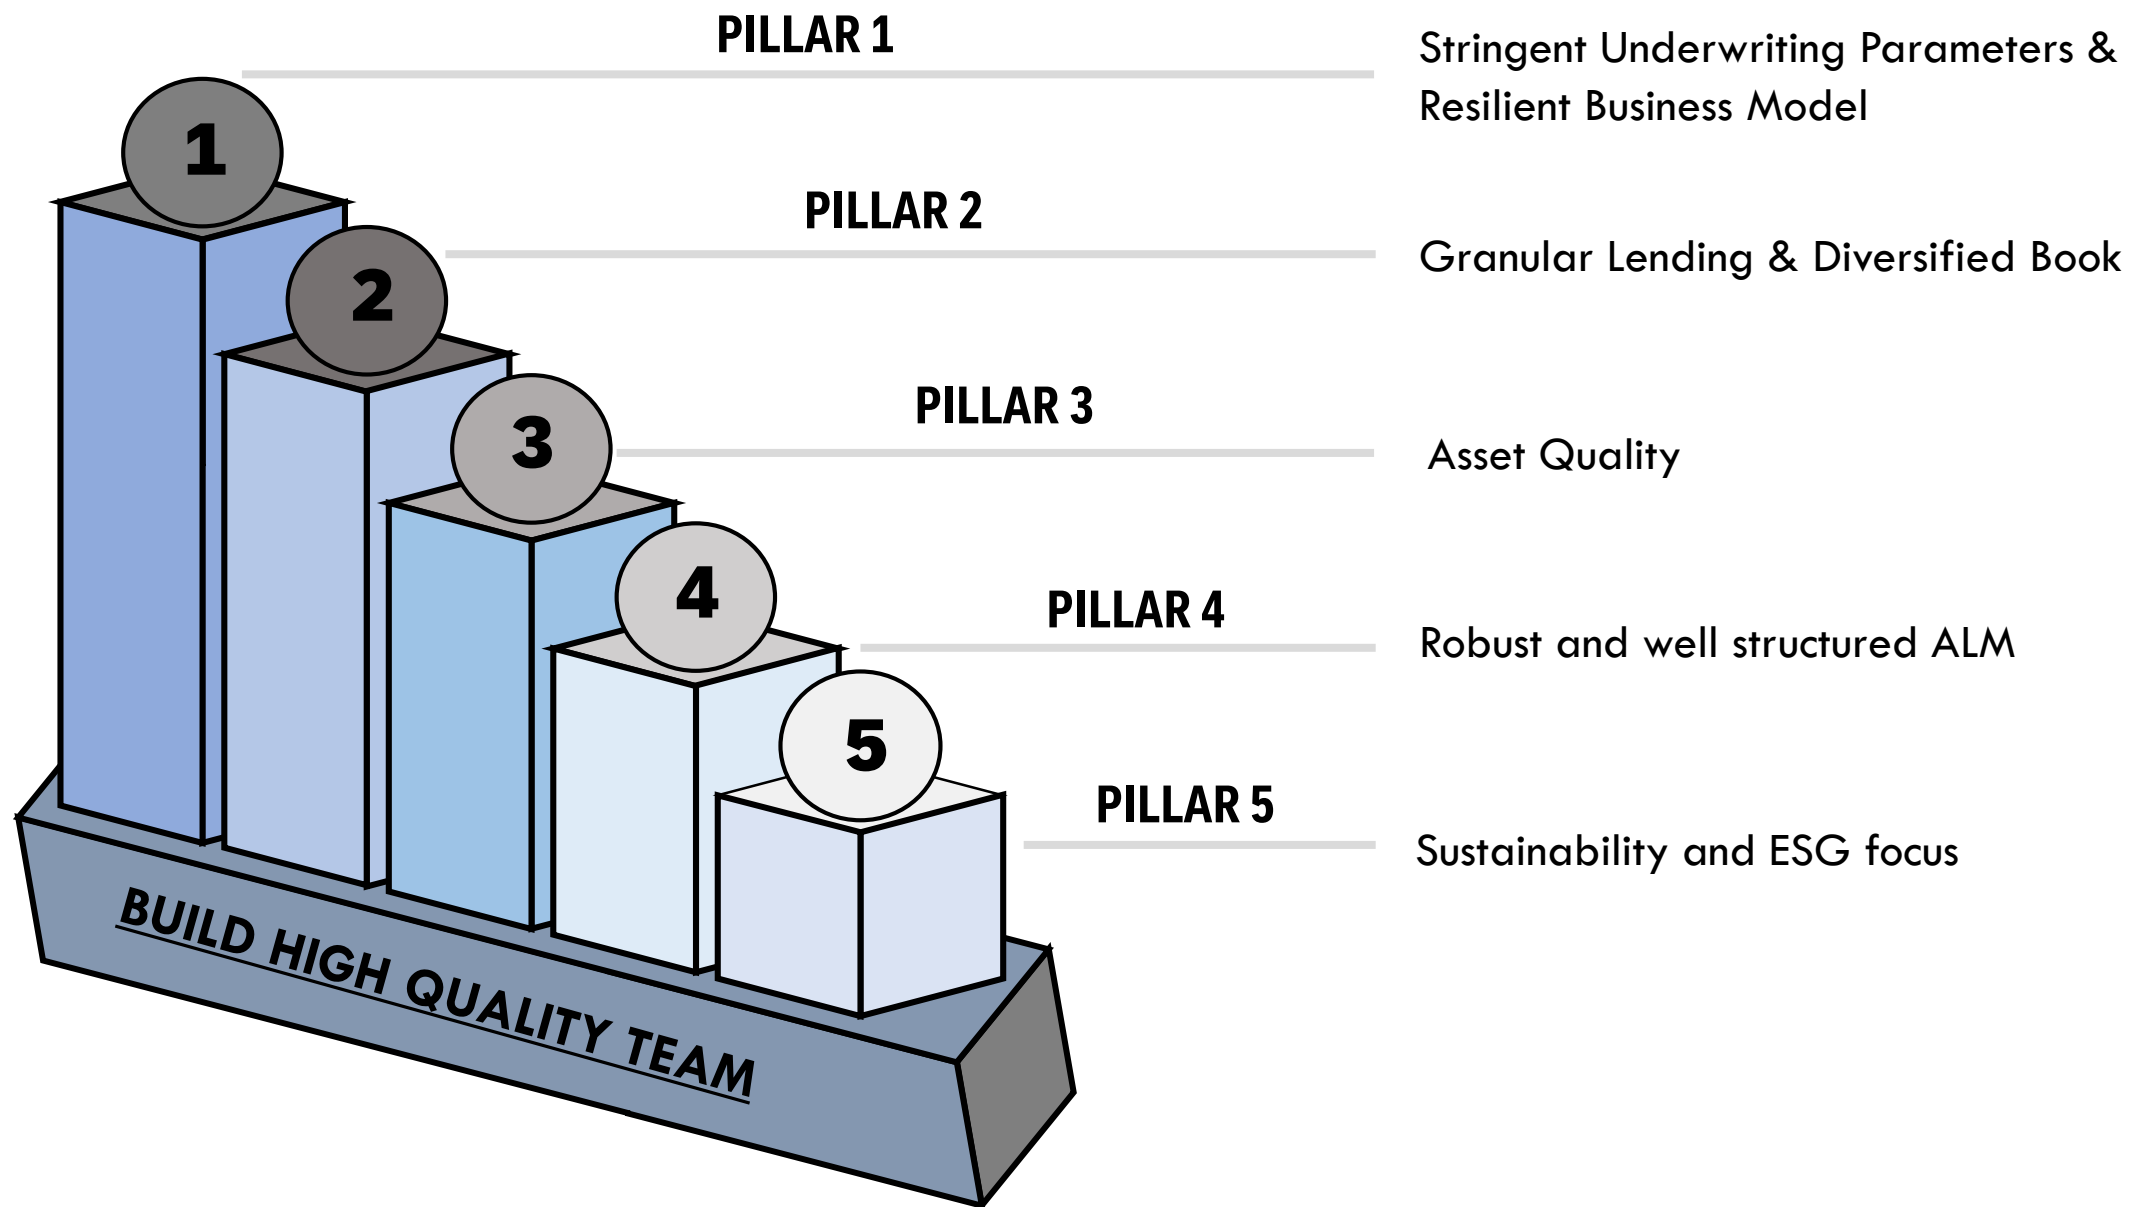 PILLAR 1
Stringent Underwriting Parameters &
Resilient Business Model
1
PILLAR 2
Granular Lending & Diversified Book
2
PILLAR 3
Asset Quality
3
PILLAR 4
Robust and well structured ALM
4
PILLAR 5
Sustainability and ESG focus
5
BUILD HIGH QUALITY TEAM